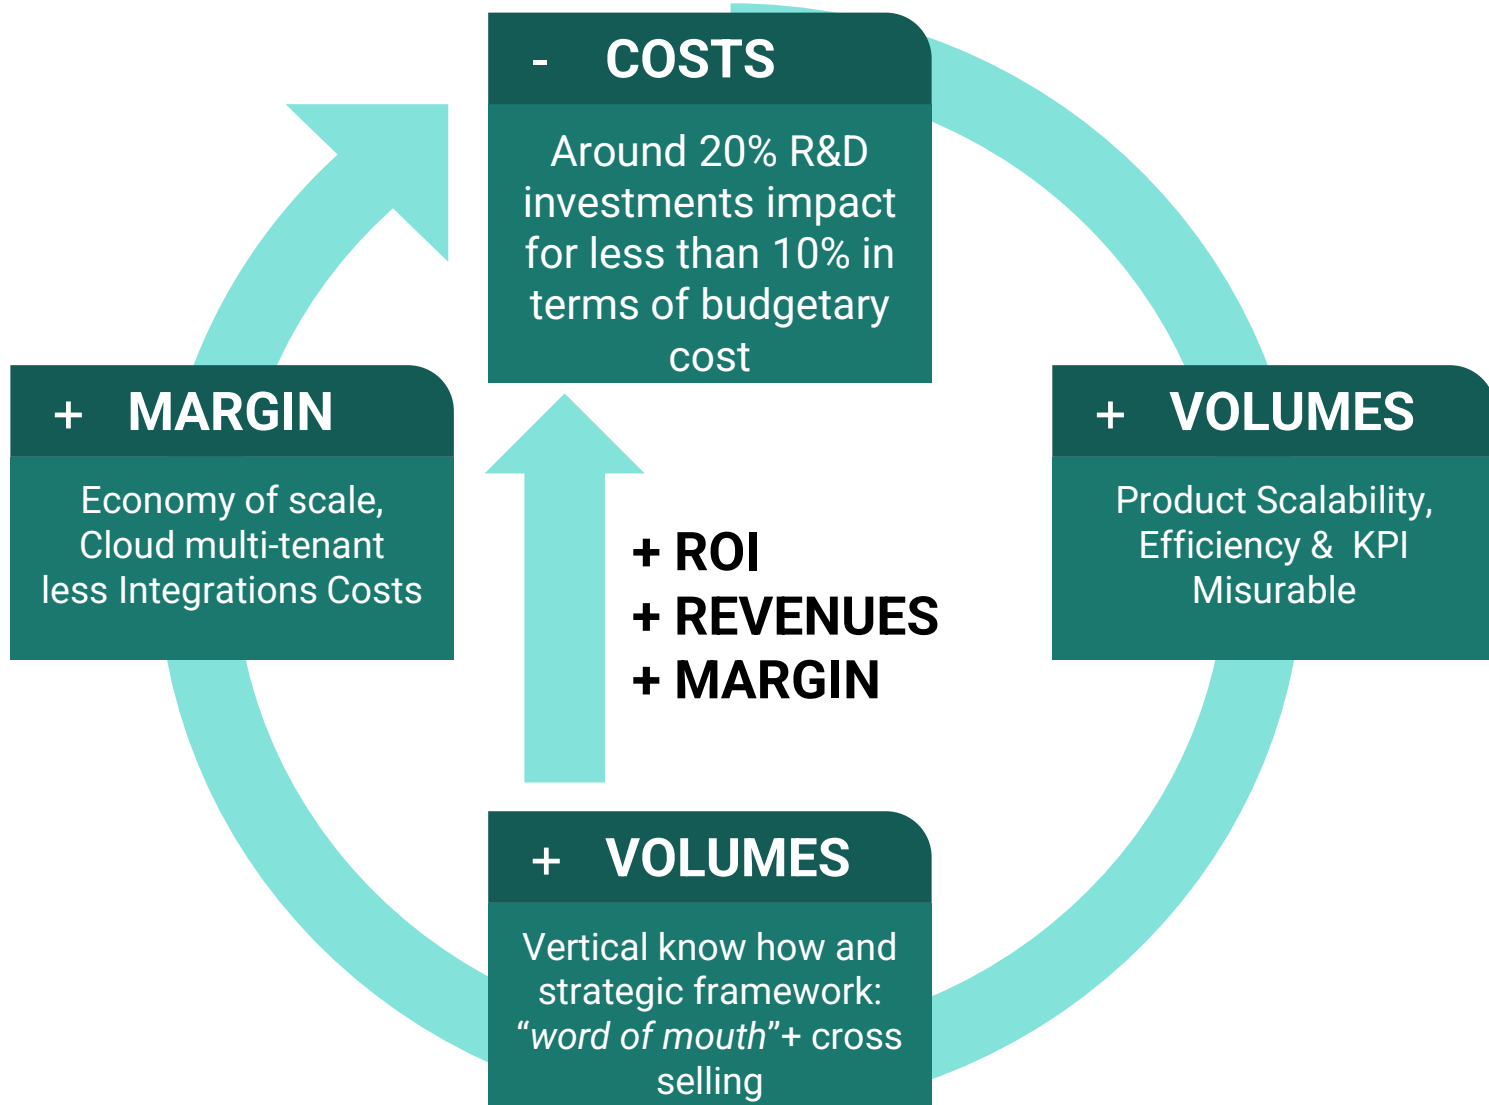 - COSTS
Around 20% R&D
investments impact
for less than 10% in
terms of budgetary
cost
+ MARGIN
Economy of scale,
Cloud multi-tenant
less Integrations Costs
+ VOLUMES
Product Scalability,
Efficiency & KPI
Misurable
+ ROI
+ REVENUES
+ MARGIN
+ VOLUMES
Vertical know how and
strategic framework:
“word of mouth”+ cross
selling